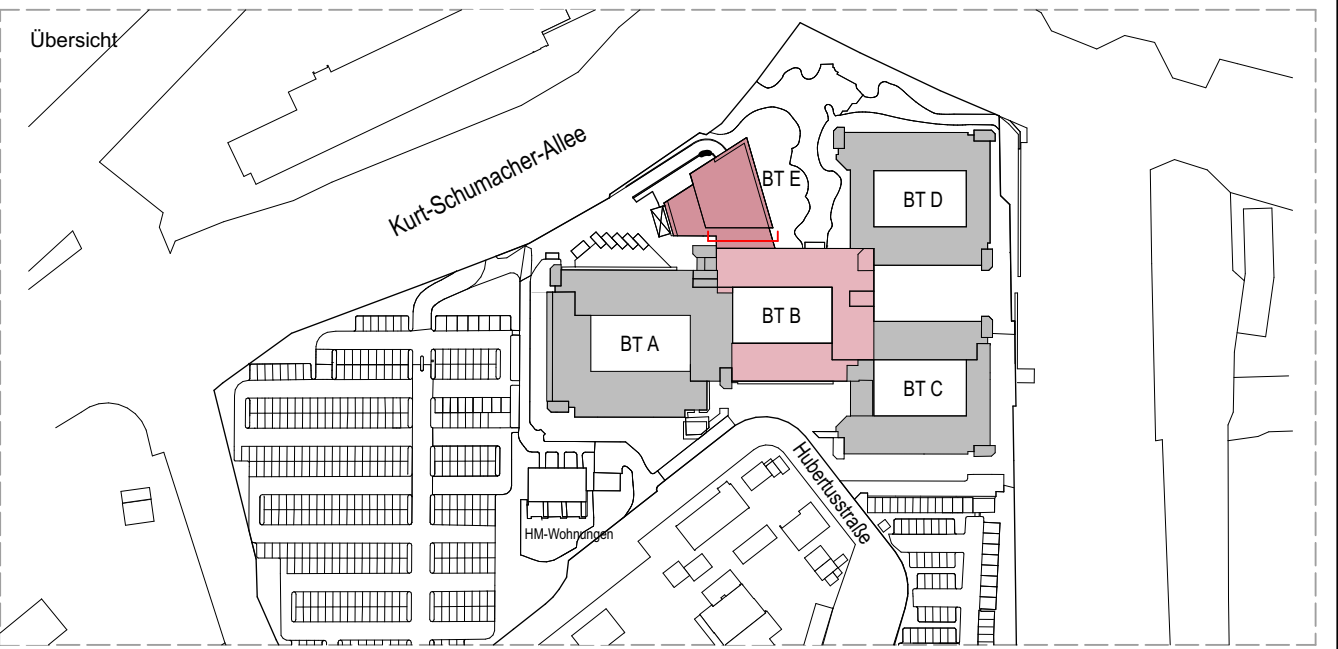 Übersicht
Kurt-Schumacher-Allee
BT E
BT D
BT B
BT A
BT C
Hubertusstraße
HM-Wohnungen